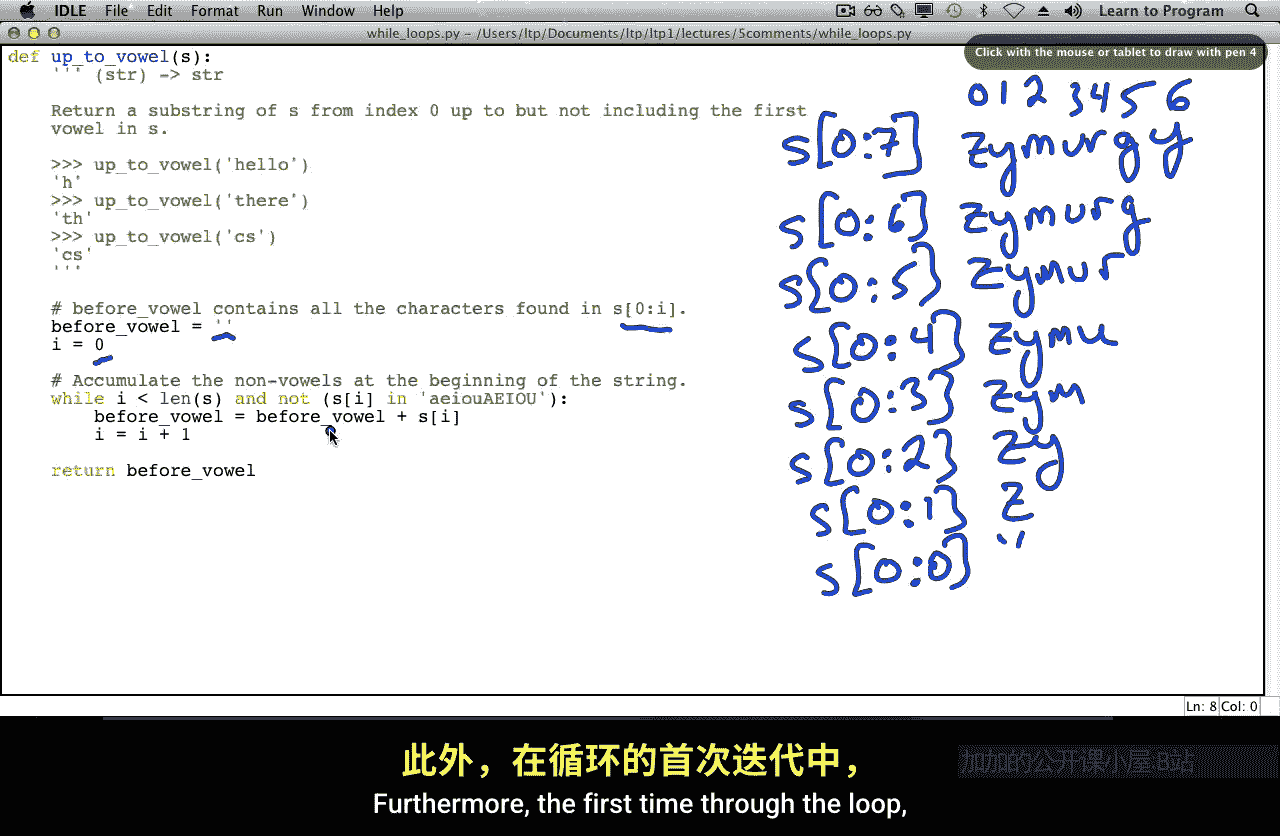 IDLE File Edit Format Run Window Help Learn to Program
while_loops.py – /Users/ltp/Documents/ltp/ltp1/lectures/5comments/while_loops.py
Click with the mouse or tablet to draw with pen 4
def up_to_vowel(s):
''' (str) -> str
Return a substring of s from index 0 up to but not including the first
vowel in s.
>>> up_to_vowel('hello')
'h'
>>> up_to_vowel('there')
'th'
>>> up_to_vowel('cs')
'cs'
'''
# before_vowel contains all the characters found in s[0:i].
before_vowel = ''
i = 0
# Accumulate the non-vowels at the beginning of the string.
while i < len(s) and not (s[i] in 'aeiouAEIOU'):
before_vowel = before_vowel + s[i]
i = i + 1
return before_vowel
0 1 2 3 4 5 6
s[0:7] zymurgy
s[0:6] zymurg
s[0:5] zymur
s[0:4] zymu
s[0:3] zym
s[0:2] zy
s[0:1] z
s[0:0] ''
Ln: 8 Col: 0
此外，在循环的首次迭代中，
加加的公开课小屋 B站
Furthermore, the first time through the loop,